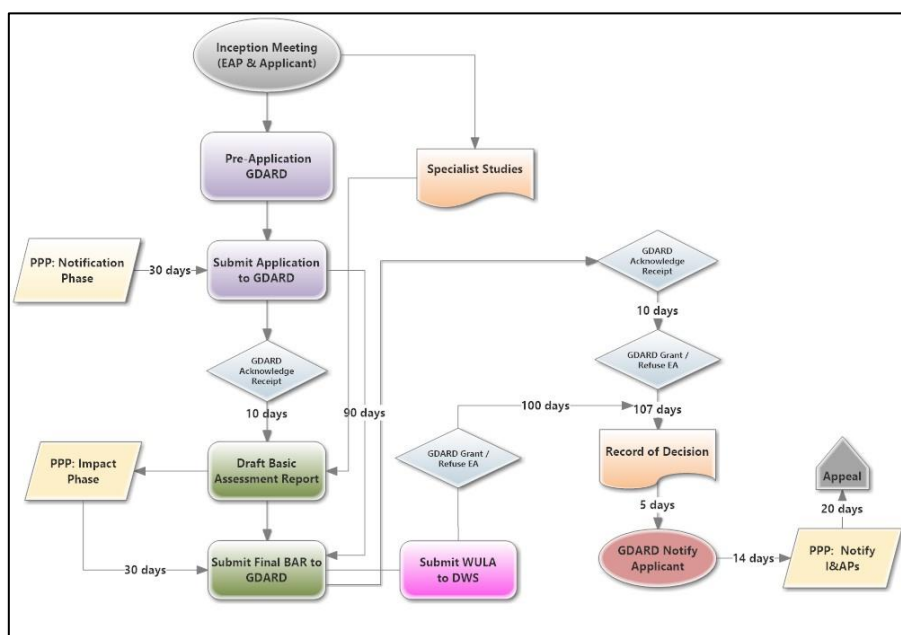 Inception Meeting
(EAP & Applicant)
Pre-Application
GDARD
Specialist Studies
PPP: Notification
Phase
30 days
Submit Application
to GDARD
GDARD
Acknowledge
Receipt
GDARD
Acknowledge
Receipt
10 days
GDARD Grant /
Refuse EA
10 days
90 days
100 days
107 days
GDARD Grant /
Refuse EA
Record of Decision
Appeal
PPP: Impact
Phase
Draft Basic
Assessment Report
5 days
20 days
30 days
Submit Final BAR to
GDARD
Submit WULA
to DWS
GDARD Notify
Applicant
14 days
PPP: Notify
I&APs